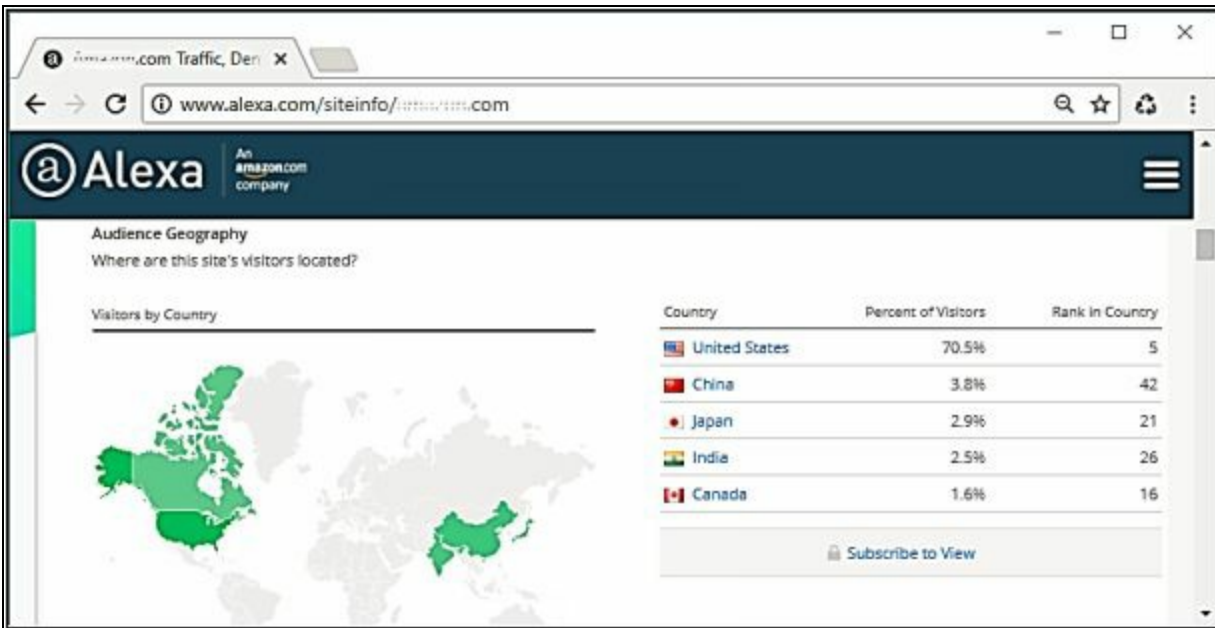 .com Traffic, Der
www.alexa.com/siteinfo/ .com
a Alexa
An
amazon.com
company
Audience Geography
Where are this site's visitors located?
Visitors by Country
Country Percent of Visitors Rank in Country
United States 70.5% 5
China 3.8% 42
Japan 2.9% 21
India 2.5% 26
Canada 1.6% 16
Subscribe to View